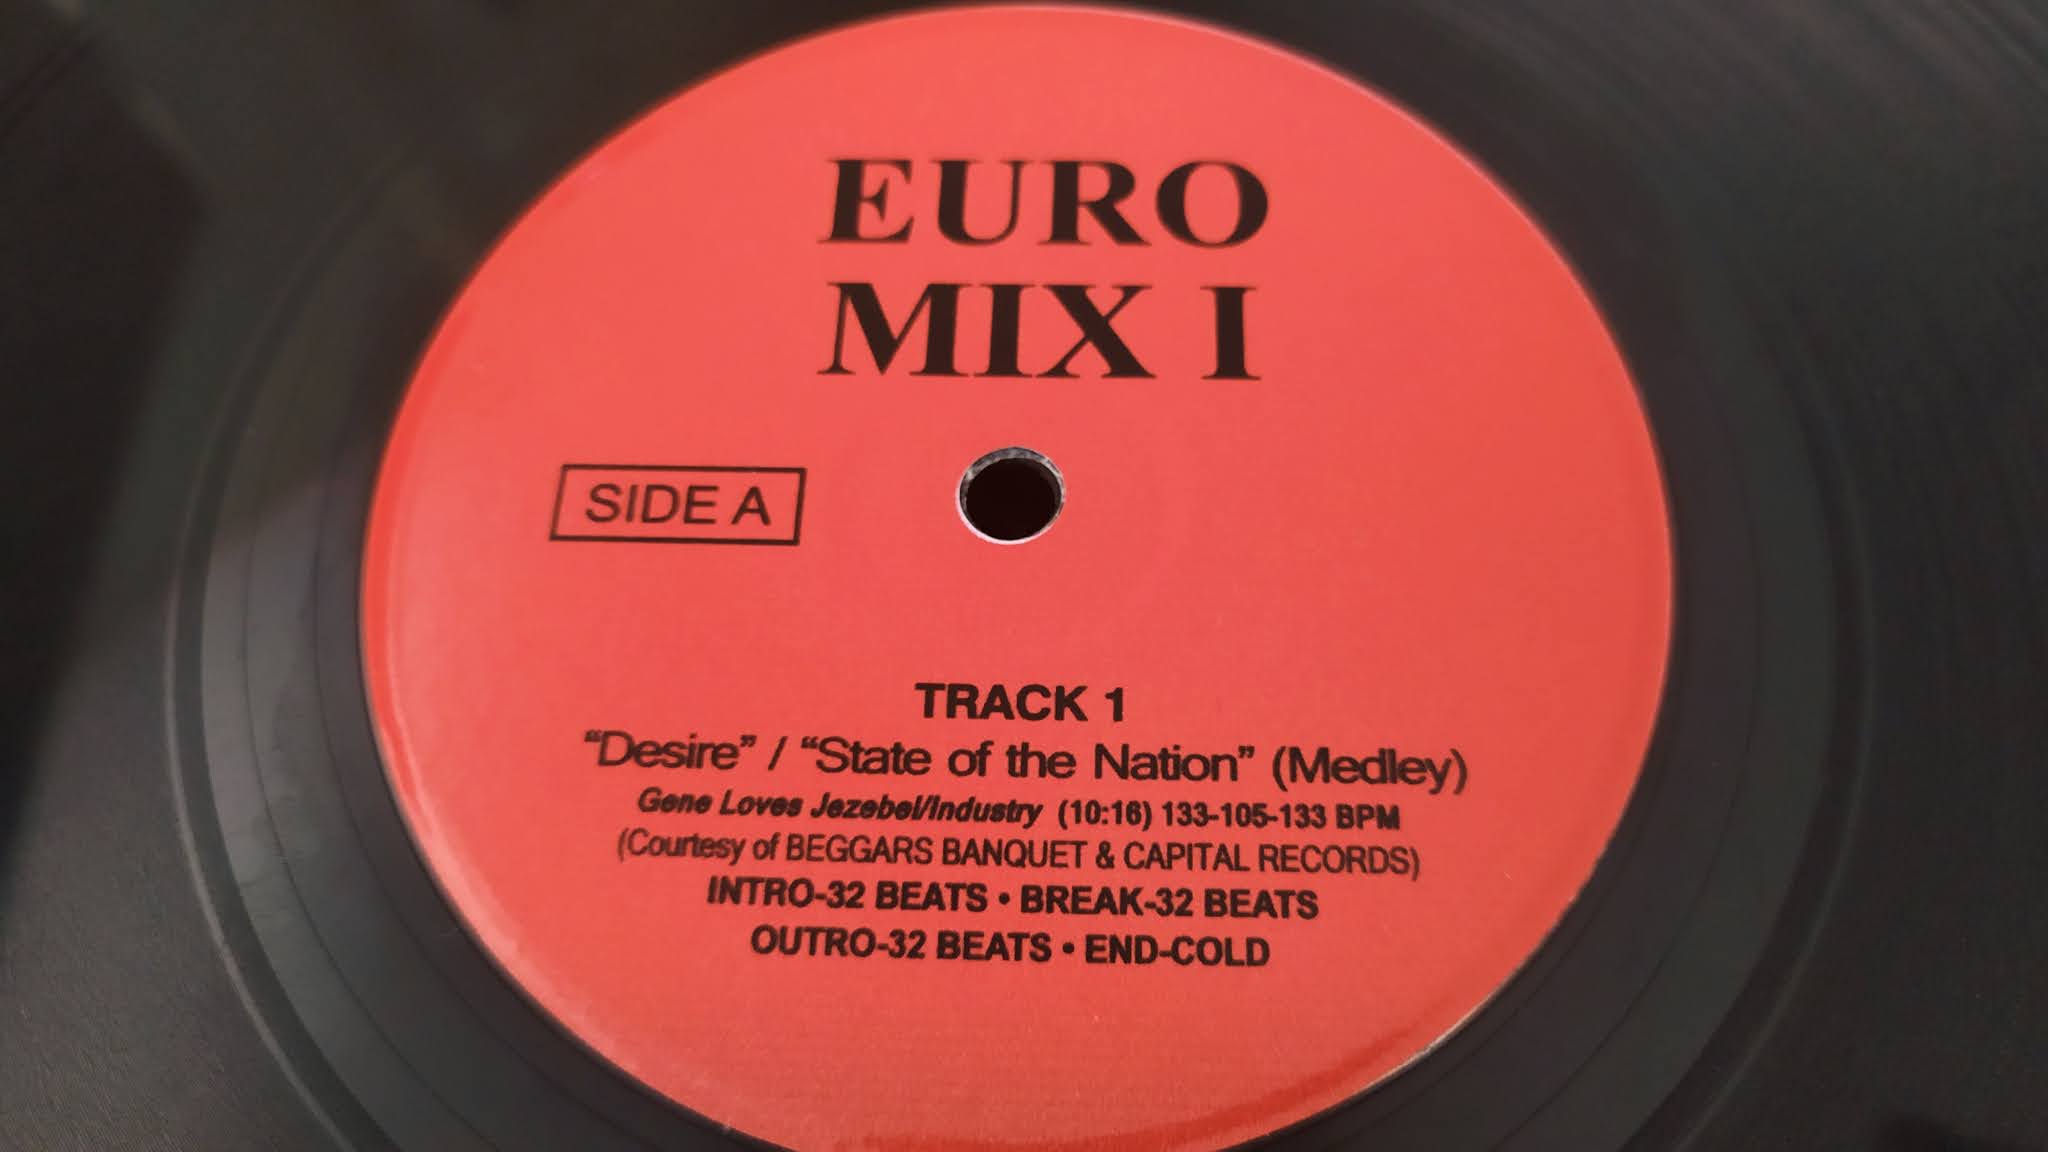 EURO
MIX I
SIDE A
TRACK 1
“Desire” / “State of the Nation” (Medley)
Gene Loves Jezebel/Industry (10:16) 133-105-133 BPM
(Courtesy of BEGGARS BANQUET & CAPITAL RECORDS)
INTRO-32 BEATS • BREAK-32 BEATS
OUTRO-32 BEATS • END-COLD